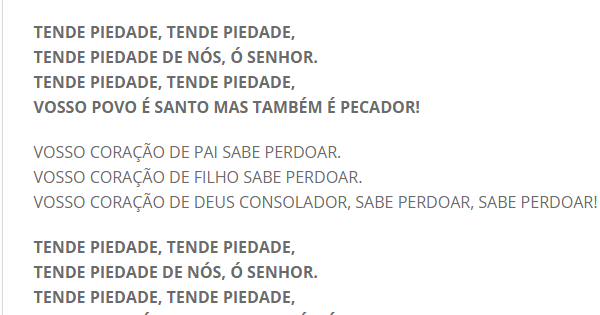 TENDE PIEDADE, TENDE PIEDADE,
TENDE PIEDADE DE NÓS, Ó SENHOR.
TENDE PIEDADE, TENDE PIEDADE,
VOSSO POVO É SANTO MAS TAMBÉM É PECADOR!
VOSSO CORAÇÃO DE PAI SABE PERDOAR.
VOSSO CORAÇÃO DE FILHO SABE PERDOAR.
VOSSO CORAÇÃO DE DEUS CONSOLADOR, SABE PERDOAR, SABE PERDOAR!
TENDE PIEDADE, TENDE PIEDADE,
TENDE PIEDADE DE NÓS, Ó SENHOR.
TENDE PIEDADE, TENDE PIEDADE,